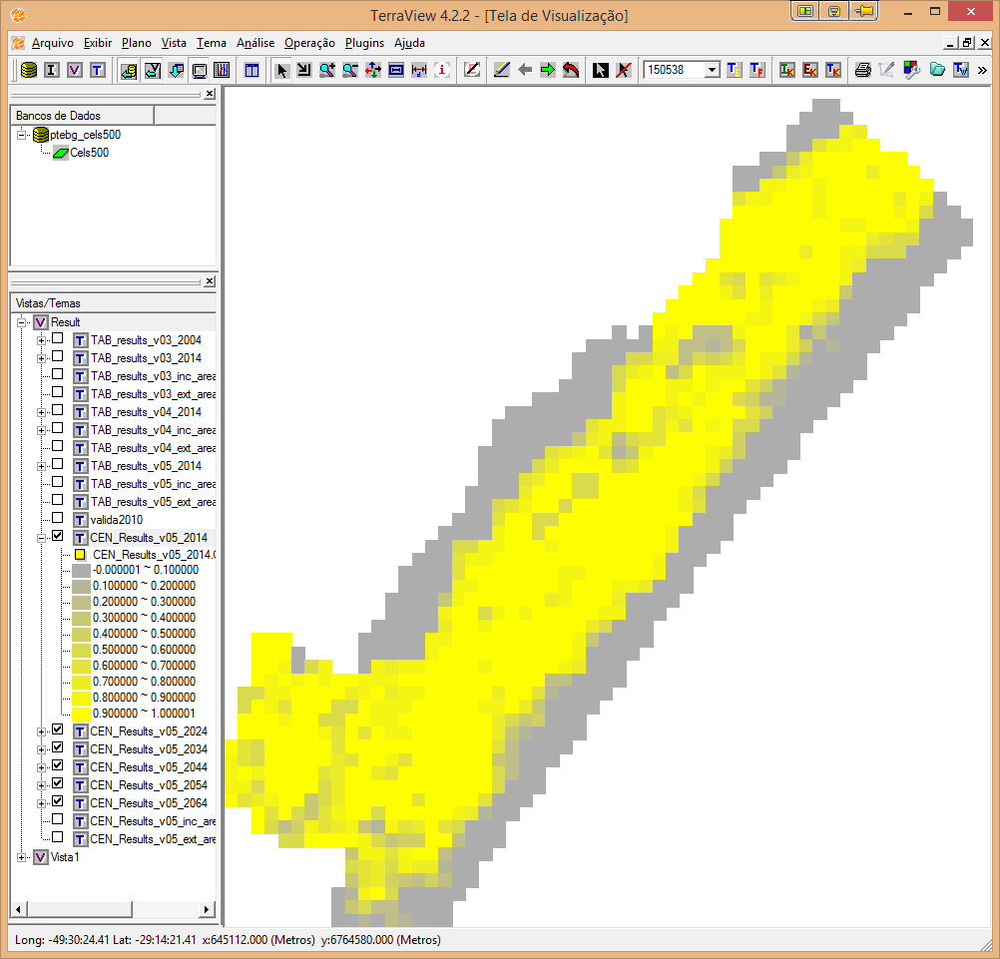 TerraView 4.2.2 - [Tela de Visualização]
Arquivo Exibir Plano Vista Tema Análise Operação Plugins Ajuda
150538
Bancos de Dados
ptebg_cels500
Cels500
Vistas/Temas
Result
TAB_results_v03_2004
TAB_results_v03_2014
TAB_results_v03_inc_area
TAB_results_v03_ext_area
TAB_results_v04_2014
TAB_results_v04_inc_area
TAB_results_v04_ext_area
TAB_results_v05_2014
TAB_results_v05_inc_area
TAB_results_v05_ext_area
valida2010
CEN_Results_v05_2014
CEN_Results_v05_2014.0
-0.000001 ~ 0.100000
0.100000 ~ 0.200000
0.200000 ~ 0.300000
0.300000 ~ 0.400000
0.400000 ~ 0.500000
0.500000 ~ 0.600000
0.600000 ~ 0.700000
0.700000 ~ 0.800000
0.800000 ~ 0.900000
0.900000 ~ 1.000001
CEN_Results_v05_2024
CEN_Results_v05_2034
CEN_Results_v05_2044
CEN_Results_v05_2054
CEN_Results_v05_2064
CEN_Results_v05_inc_area
CEN_Results_v05_ext_area
Vista1
Long: -49:30:24.41 Lat: -29:14:21.41 x:645112.000 (Metros) y:6764580.000 (Metros)